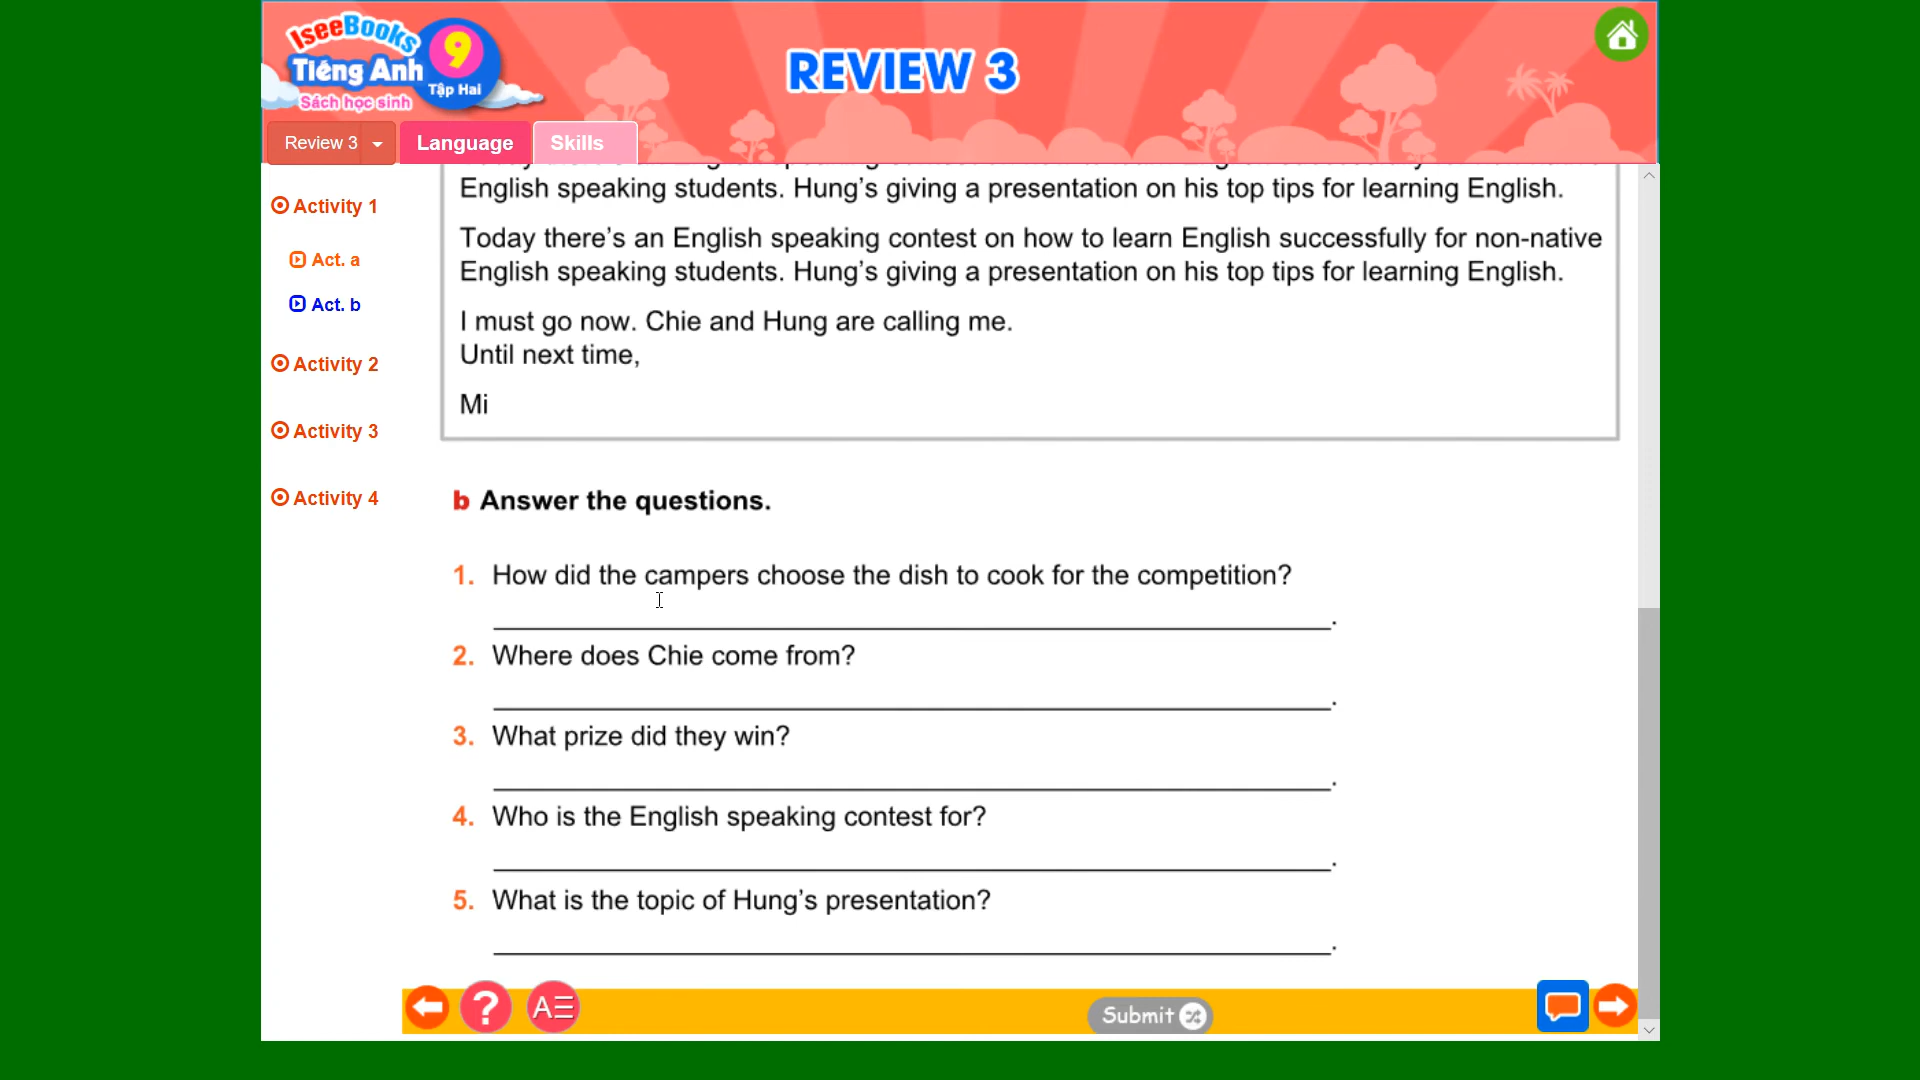 IseeBooks
Tiếng Anh 9
Tập Hai
Sách học sinh
REVIEW 3
Review 3
Language
Skills
Activity 1
Act. a
Act. b
Activity 2
Activity 3
Activity 4
English speaking students. Hung’s giving a presentation on his top tips for learning English.
Today there’s an English speaking contest on how to learn English successfully for non-native
English speaking students. Hung’s giving a presentation on his top tips for learning English.
I must go now. Chie and Hung are calling me.
Until next time,
Mi
b Answer the questions.
1. How did the campers choose the dish to cook for the competition?
2. Where does Chie come from?
3. What prize did they win?
4. Who is the English speaking contest for?
5. What is the topic of Hung’s presentation?
?
A
Submit